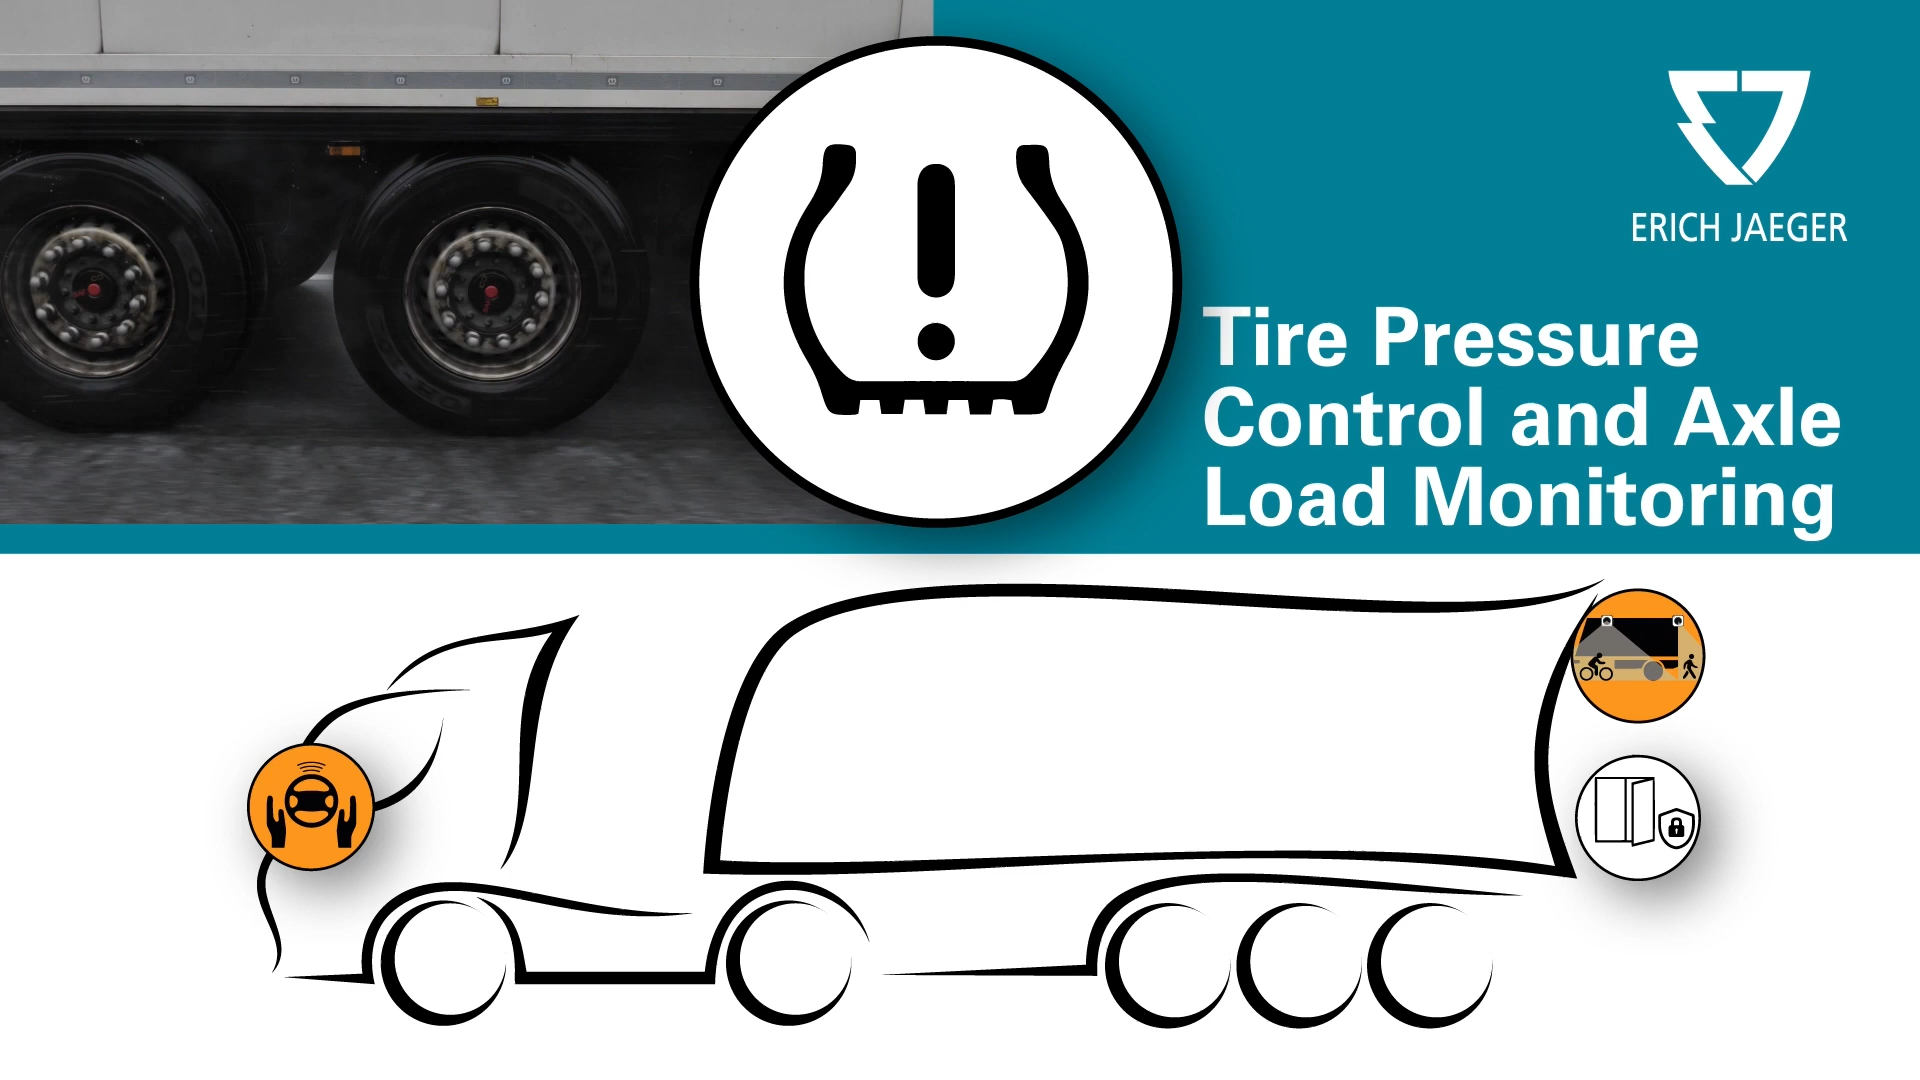 ERICH JAEGER
Tire Pressure
Control and Axle
Load Monitoring